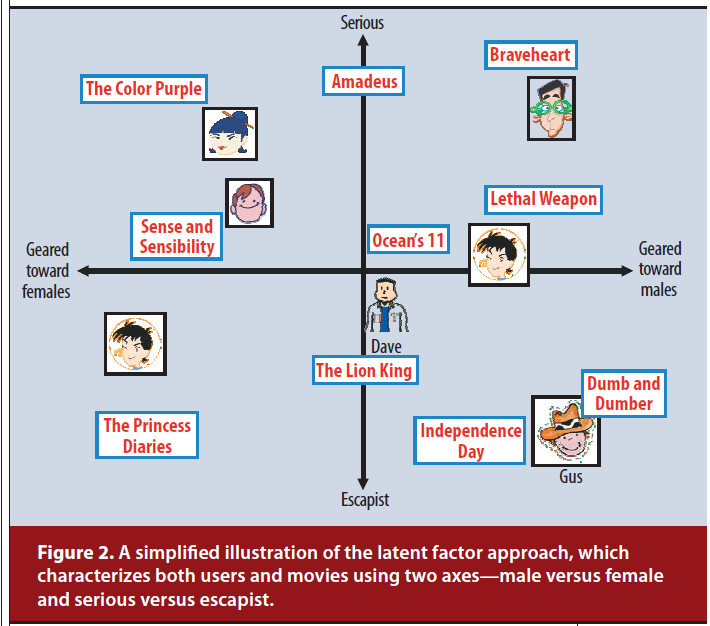 Serious
Braveheart
Amadeus
The Color Purple
Lethal Weapon
Sense and
Sensibility
Ocean's 11
Geared
toward
females
Geared
toward
males
Dave
The Lion King
Dumb and
Dumber
The Princess
Diaries
Independence
Day
Gus
Escapist
Figure 2. A simplified illustration of the latent factor approach, which
characterizes both users and movies using two axes—male versus female
and serious versus escapist.